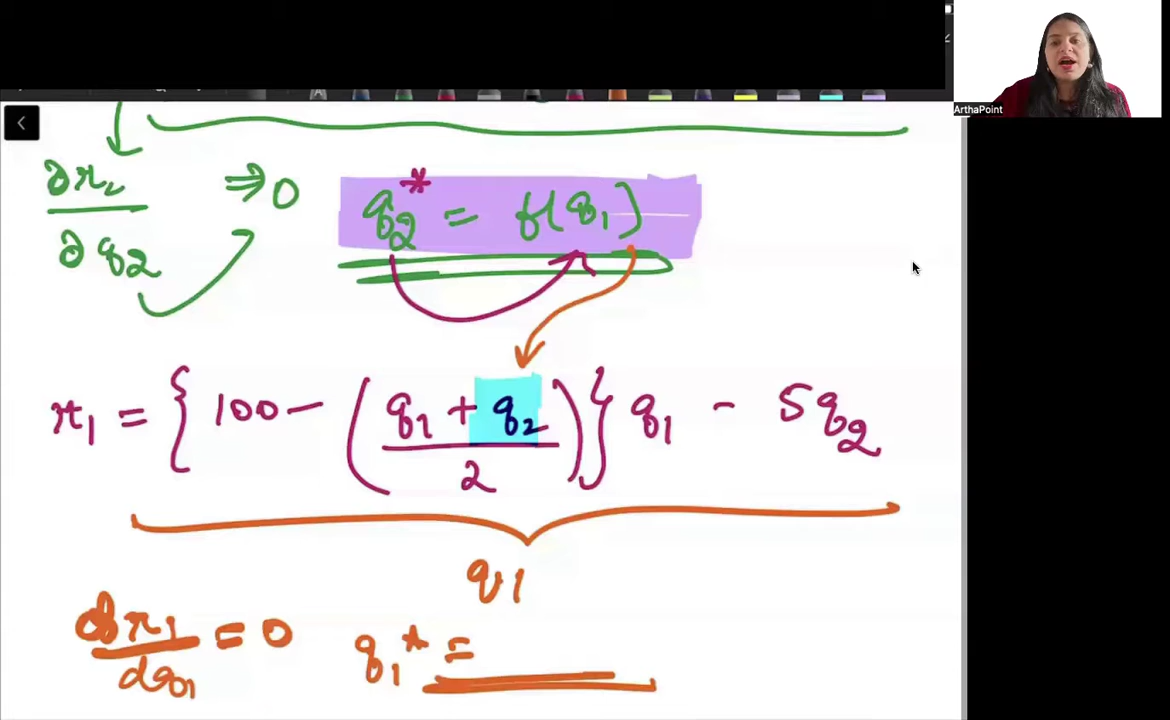 ArthaPoint
∂π₂/∂q₂ ⇒ 0
q₂* = f(q₁)
π₁ = {100 - (q₁ + q₂/2)} q₁ - 5q₂
q1
dπ₁/dq₁ = 0 q₁* =